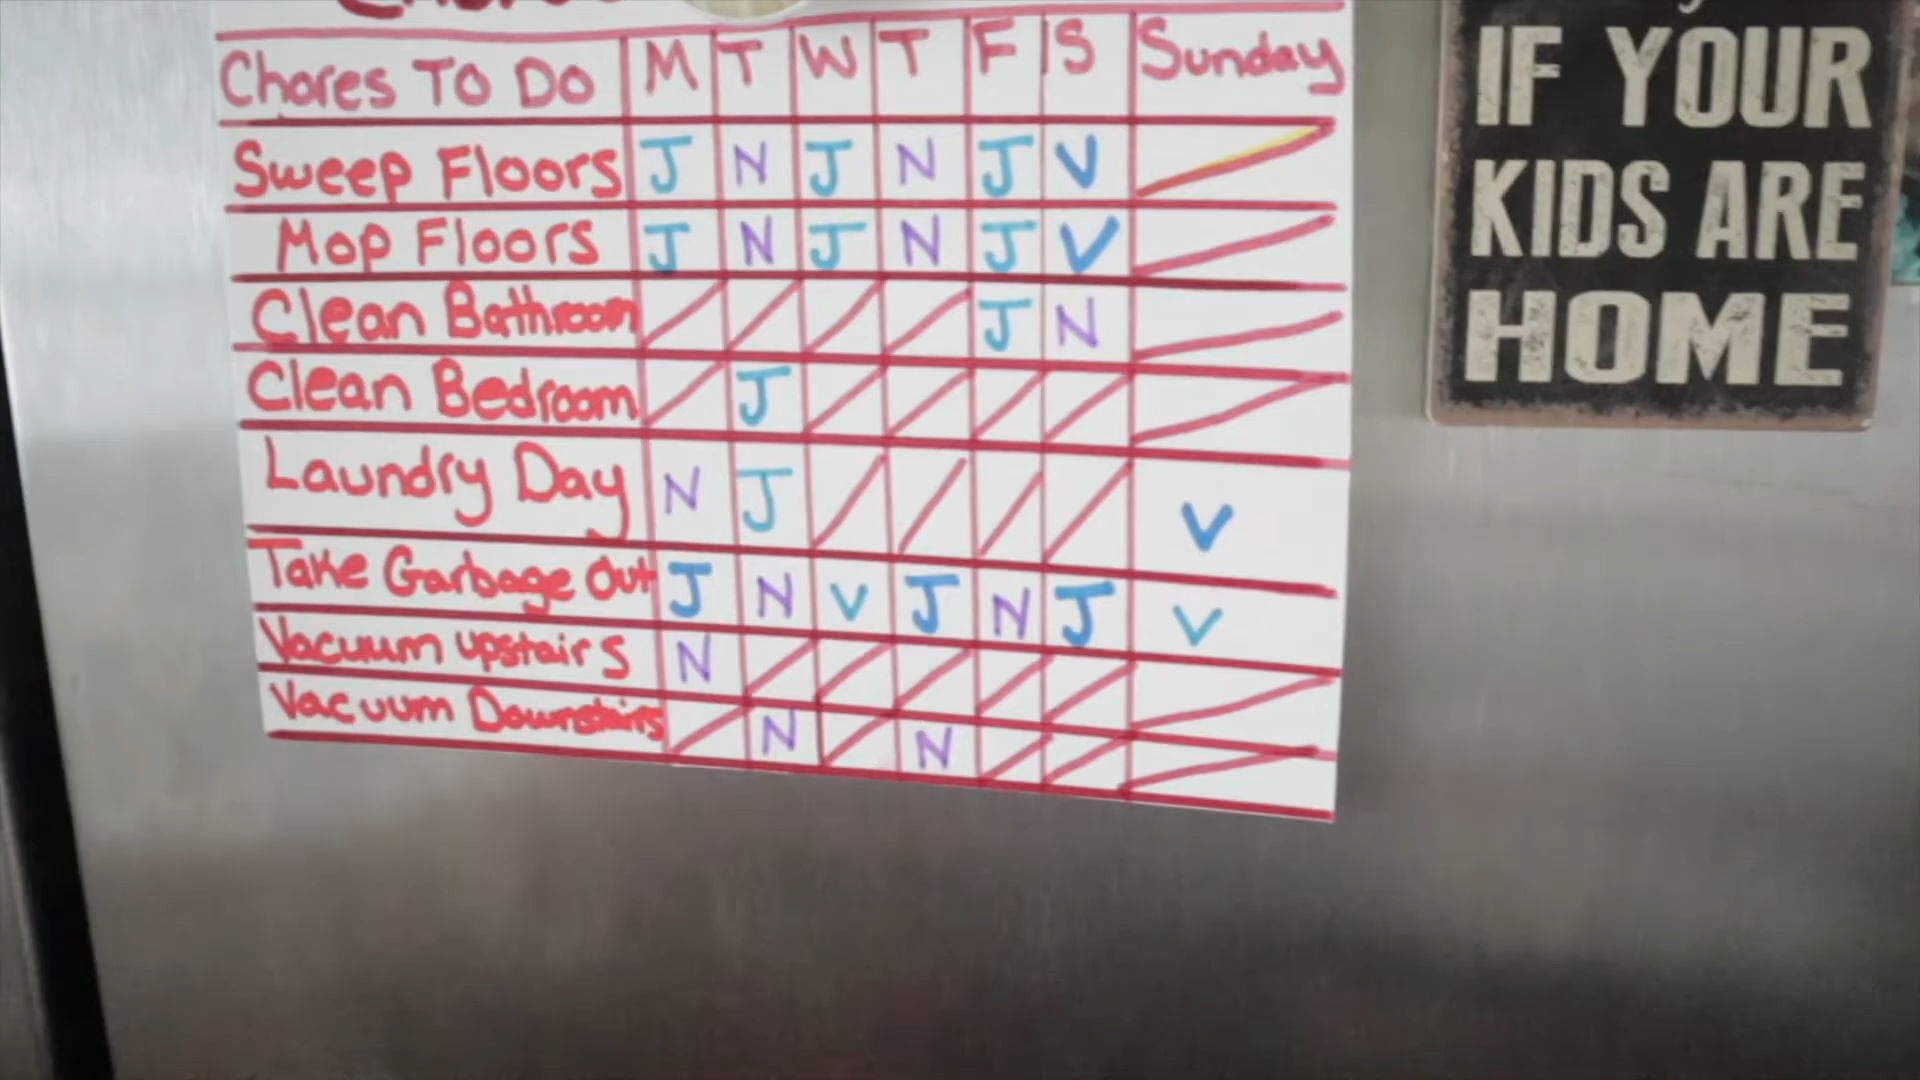 Chores To Do M T W T F S Sunday
Sweep Floors J N J N J V
Mop Floors J N J N J V
Clean Bathroom J N
Clean Bedroom J
Laundry Day N J V
Take Garbage Out J N V J N J V
Vacuum upstairs N
Vacuum Downstairs N N
IF YOUR
KIDS ARE
HOME